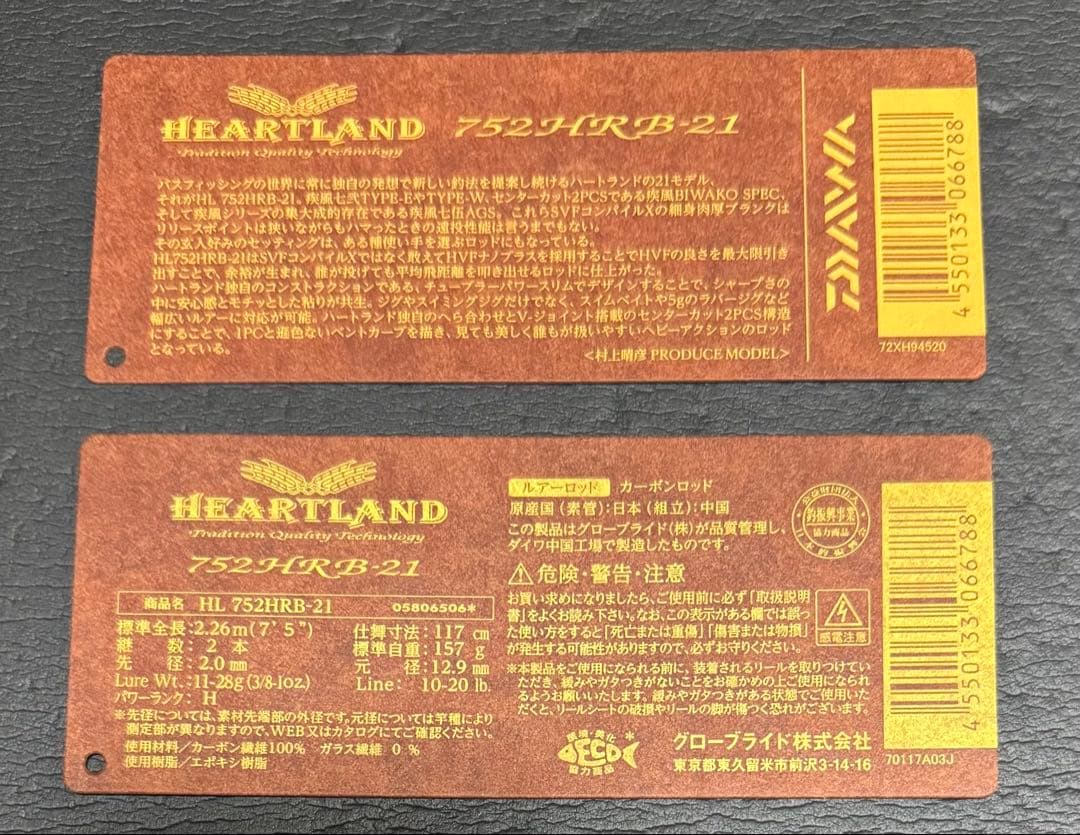 HEARTLAND 752HRB-21
Tradition Quality Technology
バスフィッシングの世界に常に独自の発想で新しい釣法を提案し続けるハートランドの21モデル。
それがHL 752HRB-21。疾風七弐TYPE-EやTYPE-W、センターカット2PCSである疾風BIWAKO SPEC、
そして疾風シリーズの集大成的存在である疾風七伍AGS。これらSVFコンパイルXの細身肉厚ブランクは
リリースポイントは狭いながらもハマったときの遠投性能は言うまでもない。
その玄人好みのセッティングは、ある種使い手を選ぶロッドにもなっている。
HL752HRB-21はSVFコンパイルXではなく敢えてHVFナノプラスを採用することでHVFの良さを最大限引き
出すことで、余裕が生まれ、誰が投げても平均飛距離を叩き出せるロッドに仕上がった。
ハートランド独自のコンストラクションである、チューブラーパワースリムでデザインすることで、シャープさの
中に安心感とモチッとした粘りが共生。ジグやスイミングジグだけでなく、スイムベイトや5gのラバージグなど
幅広いルアーに対応が可能。ハートランド独自のへら合わせとV-ジョイント搭載のセンターカット2PCS構造
にすることで、1PCと遜色ないベントカーブを描き、見ても美しく誰もが扱いやすいヘビーアクションのロッド
となっている。
<村上晴彦 PRODUCE MODEL>
DAIWA
4 550133 066788
72XH94520
HEARTLAND
Tradition Quality Technology
752HRB-21
商品名 HL 752HRB-21 05806506*
標準全長:2.26m(7'5") 仕舞寸法:117 cm
継 数: 2 本 標準自重:157 g
先 径:2.0 mm 元 径:12.9 mm
Lure Wt.:11-28g(3/8-1oz.) Line: 10-20 lb.
パワーランク: H
※先径については、素材先端部の外径です。元径については竿種により
測定部が異なりますので、WEB又はカタログにてご確認ください。
使用材料/カーボン繊維100% ガラス繊維 0 %
使用樹脂/エポキシ樹脂
ルアーロッド カーボンロッド
原産国(素管):日本(組立):中国
この製品はグローブライド(株)が品質管理し、
ダイワ中国工場で製造したものです。
公益財団法人
釣振興事業
協力商品
日本釣振興会
⚠危険・警告・注意
お買い求めになりましたら、ご使用前に必ず「取扱説明
書」をよくお読み下さい。なお、この表示がある欄では誤っ
た使い方をすると「死亡または重傷」「傷害または物損」
が発生する可能性がありますので、必ずお守りください。
感電注意
※本製品をご使用になられる前に、装着されるリールを取りつけてい
ただき、緩みやガタつきがないことをお確かめの上ご使用になられ
るようお願いいたします。緩みやガタつきがある状態でご使用いた
だくと、リールシートの破損やリールの脚が傷つく恐れがございます。
環境・美化
ECO
協力商品
グローブライド株式会社
東京都東久留米市前沢3-14-16
4 550133 066788
70117A03J